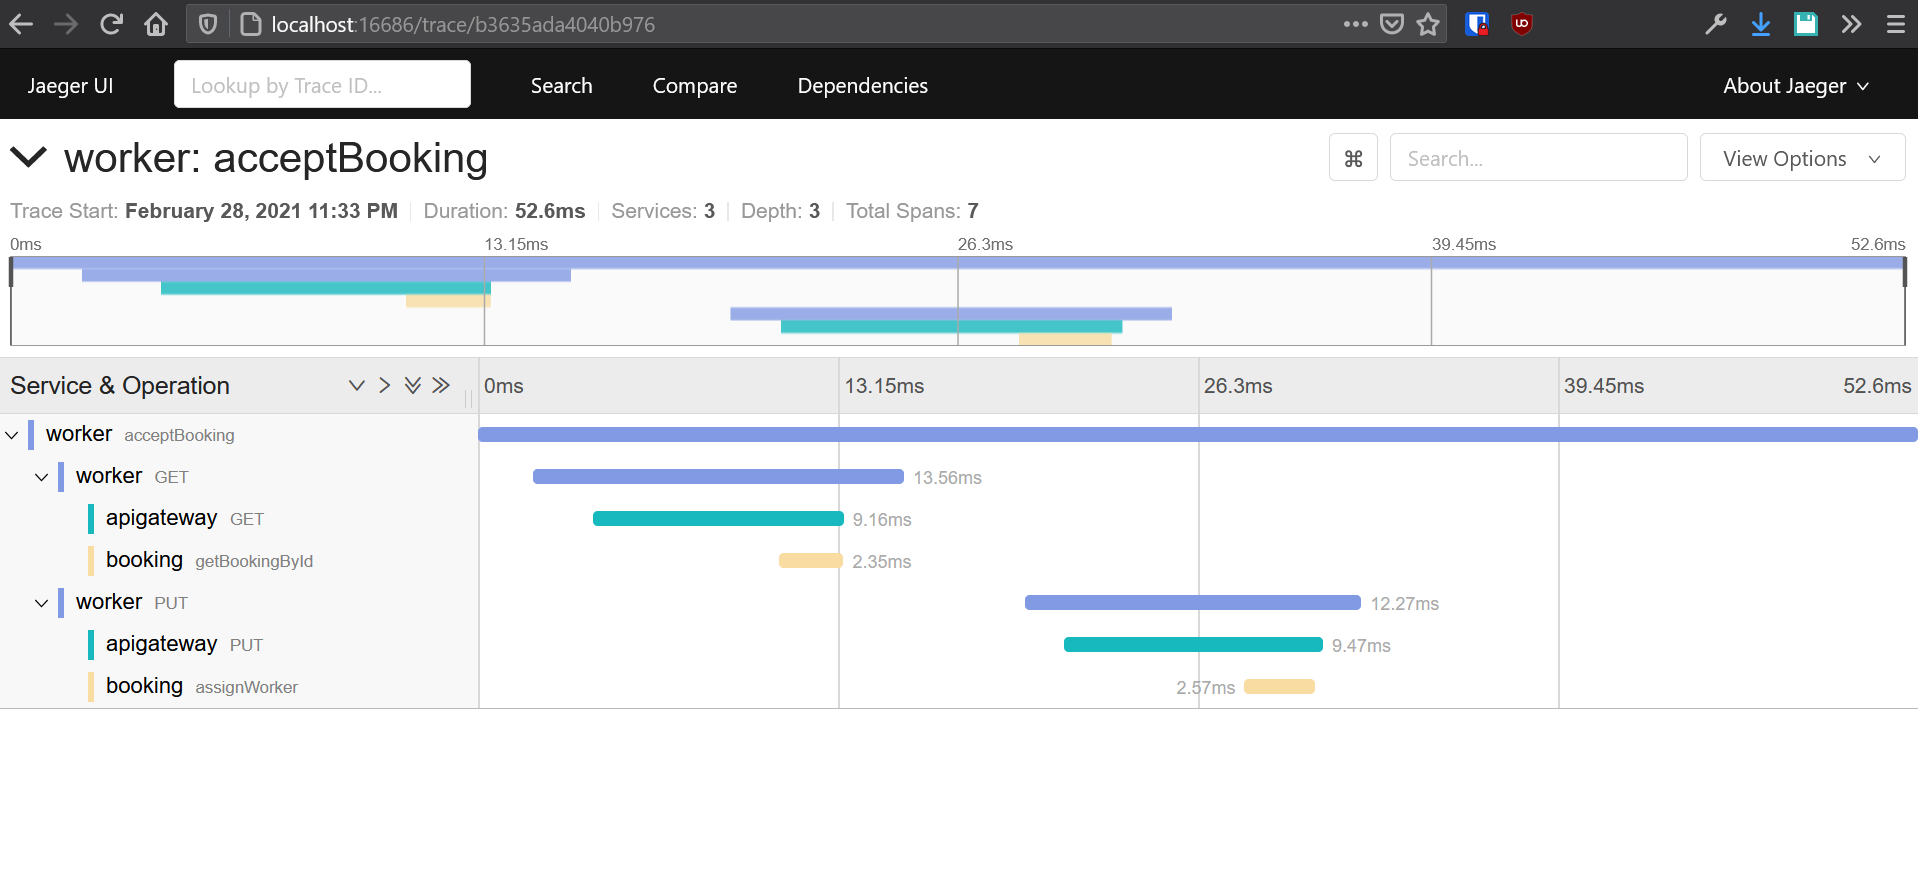 localhost:16686/trace/b3635ada4040b976
Jaeger UI Lookup by Trace ID... Search Compare Dependencies About Jaeger
worker: acceptBooking Search... View Options
Trace Start: February 28, 2021 11:33 PM Duration: 52.6ms Services: 3 Depth: 3 Total Spans: 7
0ms 13.15ms 26.3ms 39.45ms 52.6ms
Service & Operation 0ms 13.15ms 26.3ms 39.45ms 52.6ms
worker acceptBooking
worker GET 13.56ms
apigateway GET 9.16ms
booking getBookingById 2.35ms
worker PUT 12.27ms
apigateway PUT 9.47ms
booking assignWorker 2.57ms